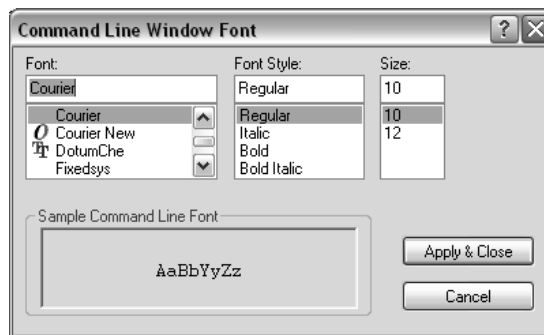 Command Line Window Font
Font: Font Style: Size:
Courier Regular 10
Courier Regular 10
Courier New Italic 12
DotumChe Bold
Fixedsys Bold Italic
Sample Command Line Font
AaBbYyZz
Apply & Close
Cancel